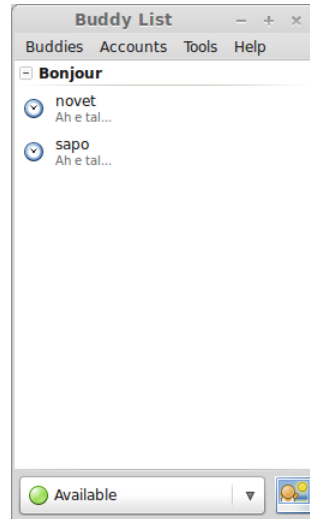 Buddy List
Buddies Accounts Tools Help
Bonjour
novet
Ah e tal...
sapo
Ah e tal...
Available